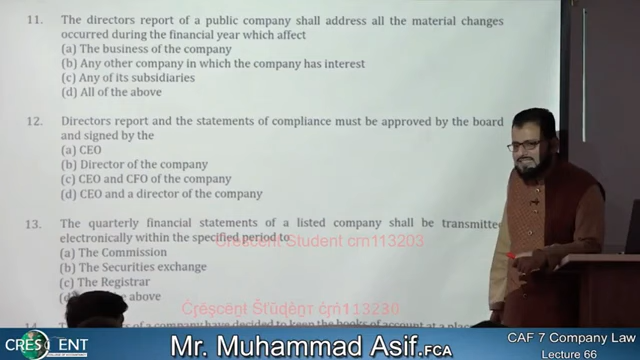 11. The directors report of a public company shall address all the material changes
occurred during the financial year which affect
(a) The business of the company
(b) Any other company in which the company has interest
(c) Any of its subsidiaries
(d) All of the above
12. Directors report and the statements of compliance must be approved by the board
and signed by the
(a) CEO
(b) Director of the company
(c) CEO and CFO of the company
(d) CEO and a director of the company
13. The quarterly financial statements of a listed company shall be transmitted
electronically within the specified period to
Crescent Student crn113203
(a) The Commission
(b) The Securities exchange
(c) The Registrar
(d) above
14. of a company have decided to keep the books of account at a
CRESCENT
Mr. Muhammad Asif.FCA
CAF 7 Company Law
Lecture 66